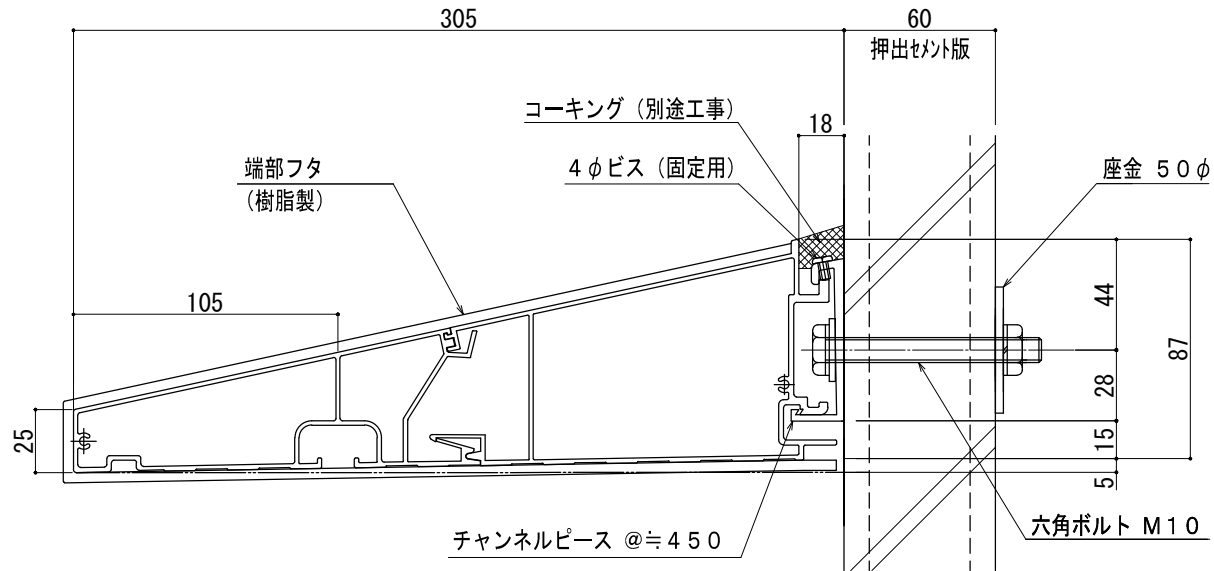 305
60
押出ｾﾒﾝﾄ版
コーキング（別途工事）
18
端部フタ
（樹脂製）
４φビス（固定用）
座金 ５０φ
105
44
87
28
25
15
5
チャンネルピース ＠≒４５０
六角ボルト Ｍ１０